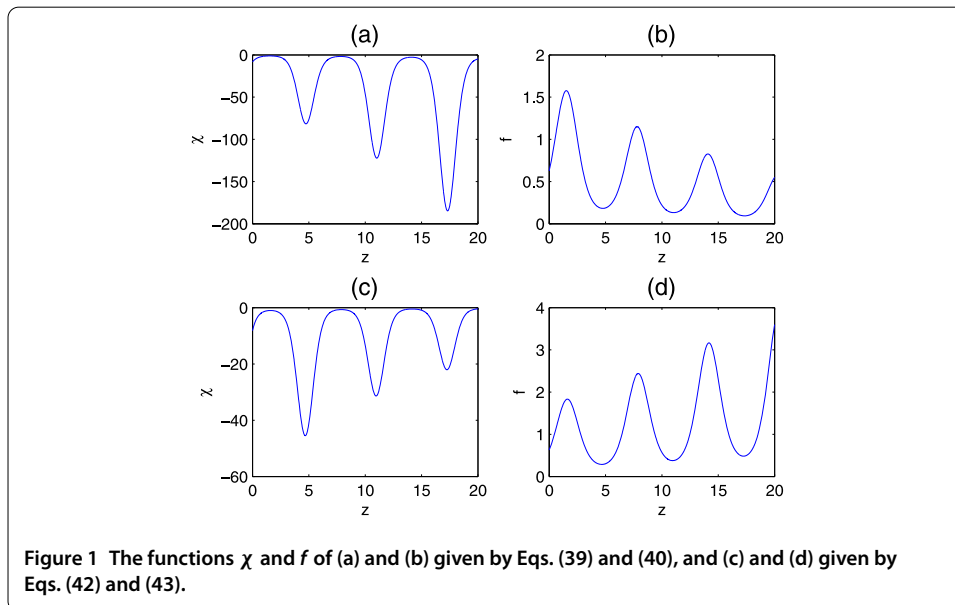 (a)
0
−50
−100
−150
−200
χ
0 5 10 15 20
z
(b)
2
1.5
1
0.5
0
f
0 5 10 15 20
z
(c)
0
−20
−40
−60
χ
0 5 10 15 20
z
(d)
4
3
2
1
0
f
0 5 10 15 20
z
Figure 1 The functions χ and f of (a) and (b) given by Eqs. (39) and (40), and (c) and (d) given by
Eqs. (42) and (43).